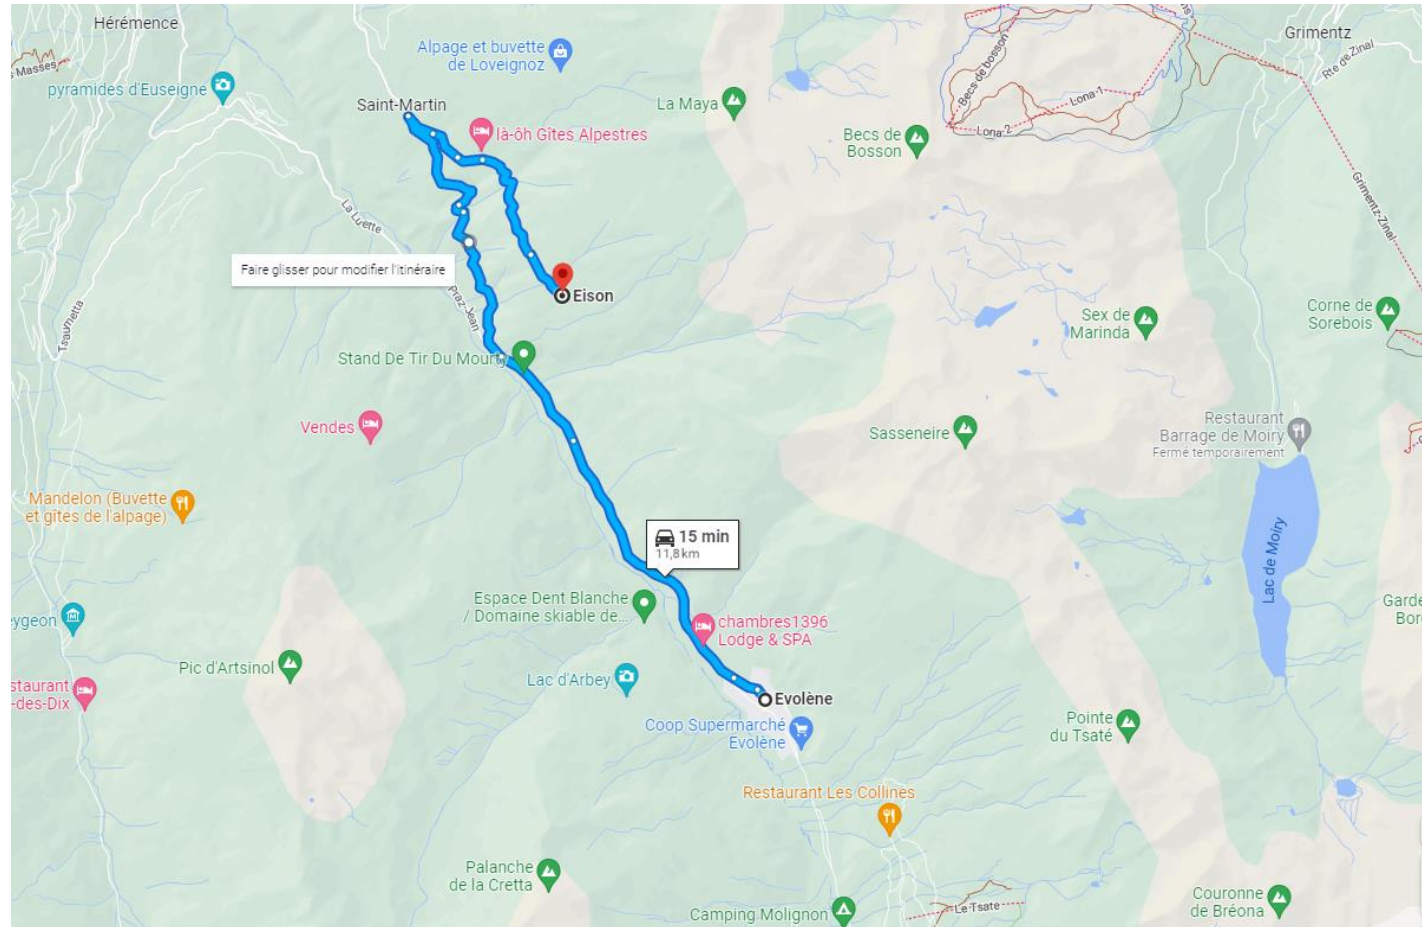 Hérémence
Grimentz
Alpage et buvette
de Loveignoz
Rte de Zinal
s Masses
pyramides d'Euseigne
Saint-Martin
La Maya
Becs de bosson
Lona 1
là-ôh Gîtes Alpestres
Becs de
Bosson
Lona 2
La Luette
Grimentz-Zinal
Faire glisser pour modifier l'itinéraire
Praz-Jean
Eison
Tsaumetta
Sex de
Marinda
Corne de
Sorebois
Stand De Tir Du Mour
Vendes
Sasseneire
Restaurant
Barrage de Moiry
Fermé temporairement
Mandelon (Buvette
et gîtes de l'alpage)
15 min
11,8 km
Lac de Moiry
Espace Dent Blanche
/ Domaine skiable de...
Garde
Bor
eygeon
chambres1396
Lodge & SPA
Pic d'Artsinol
Lac d'Arbey
staurant
-des-Dix
Evolène
Coop Supermarché
Evolène
Pointe
du Tsaté
Restaurant Les Collines
Palanche
de la Cretta
Couronne
de Bréona
Camping Molignon
Le Tsate